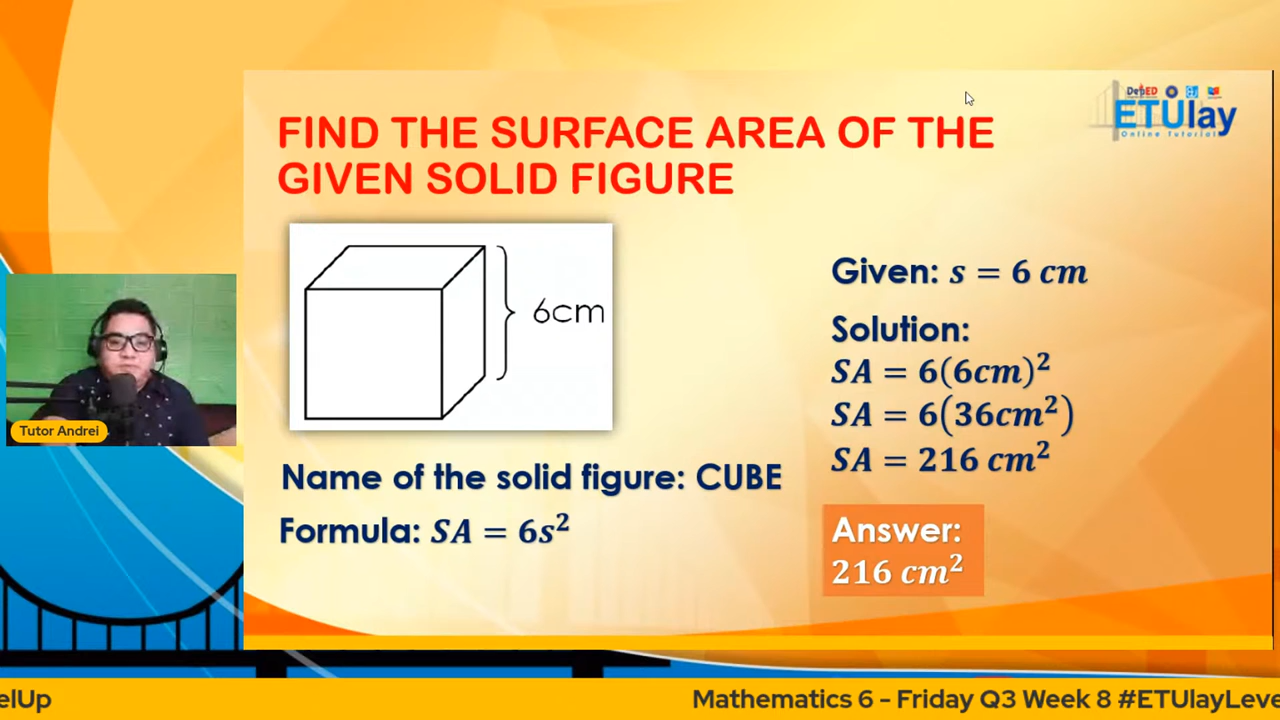 DepED
ETUlay
Online Tutorial
FIND THE SURFACE AREA OF THE
GIVEN SOLID FIGURE
6cm
Given: s = 6 cm
Solution:
SA = 6(6cm)²
SA = 6(36cm²)
SA = 216 cm²
Tutor Andrei
Name of the solid figure: CUBE
Formula: SA = 6s²
Answer:
216 cm²
elUp
Mathematics 6 - Friday Q3 Week 8 #ETUlayLeve